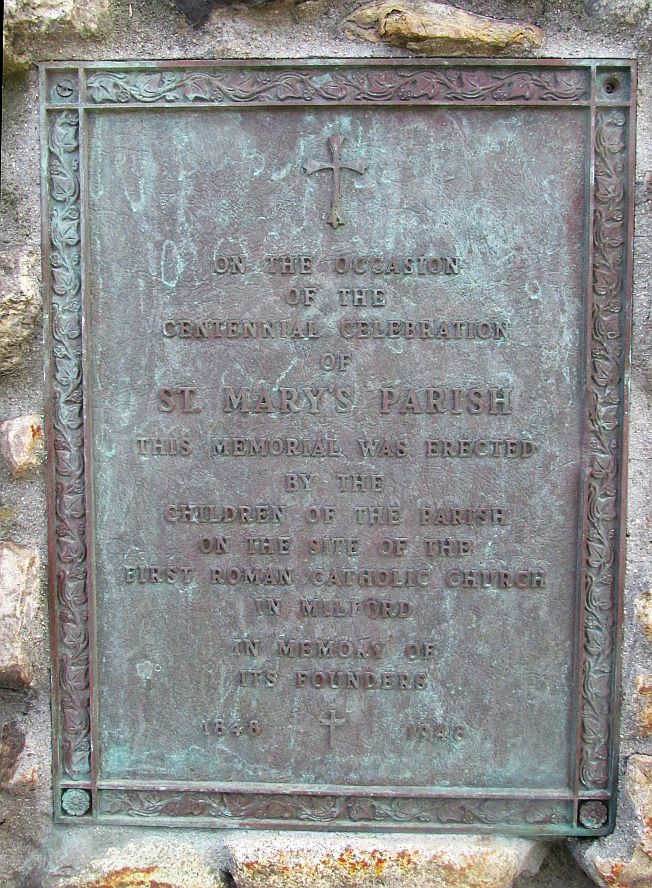 ON THE OCCASION
OF THE
CENTENNIAL CELEBRATION
OF
ST. MARY'S PARISH
THIS MEMORIAL WAS ERECTED
BY THE
CHILDREN OF THE PARISH
ON THE SITE OF THE
FIRST ROMAN CATHOLIC CHURCH
IN MILFORD
IN MEMORY OF
ITS FOUNDERS
1848 1948